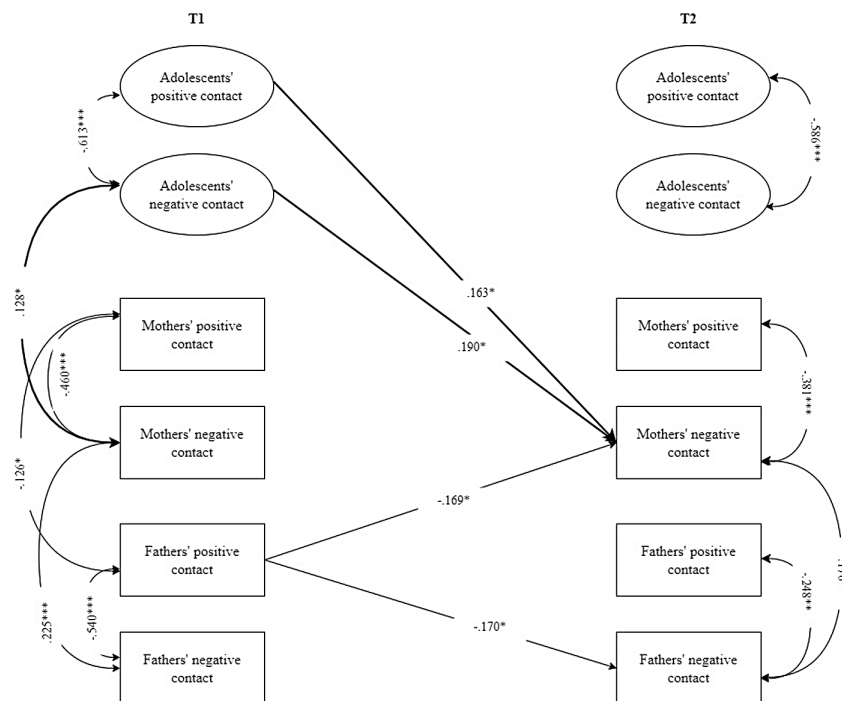 T1
T2
Adolescents'
positive contact
Adolescents'
positive contact
-.613***
-.586***
Adolescents'
negative contact
Adolescents'
negative contact
.128*
.163*
.190*
Mothers' positive
contact
Mothers' positive
contact
-.460***
-.381***
Mothers' negative
contact
Mothers' negative
contact
-.126*
-.169*
Fathers' positive
contact
Fathers' positive
contact
-.248**
.225***
-.540***
-.170*
Fathers' negative
contact
Fathers' negative
contact